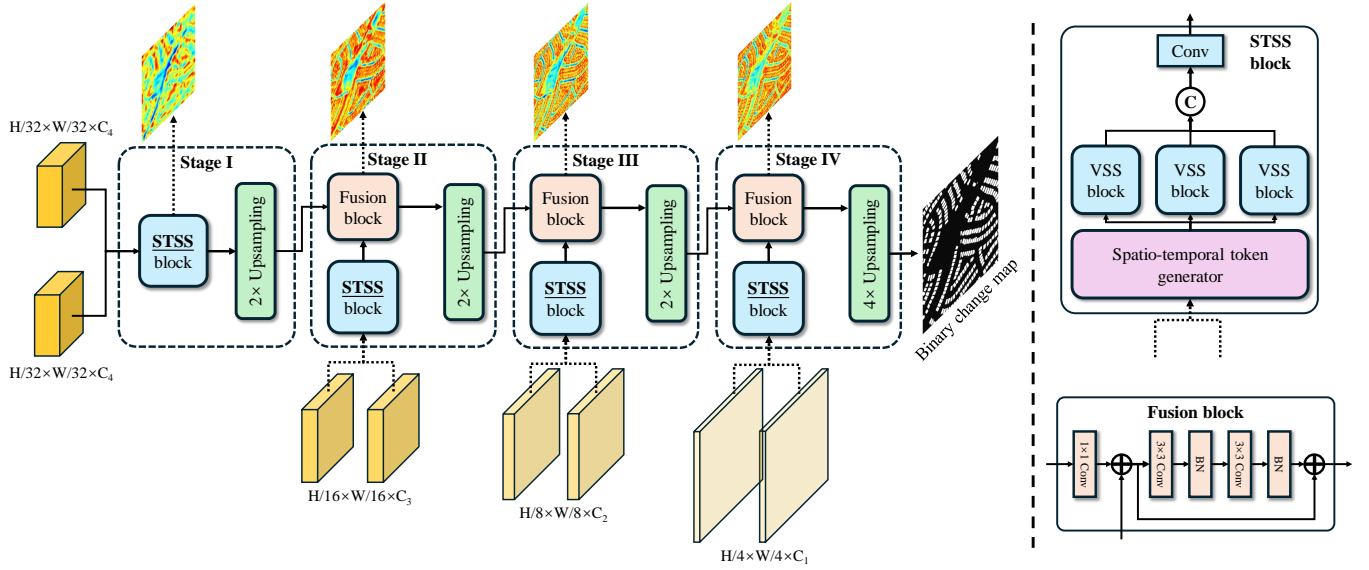 H/32×W/32×C4
H/32×W/32×C4
Stage I
STSS
block
2× Upsampling
Stage II
Fusion
block
STSS
block
2× Upsampling
H/16×W/16×C3
Stage III
Fusion
block
STSS
block
2× Upsampling
H/8×W/8×C2
Stage IV
Fusion
block
STSS
block
4× Upsampling
H/4×W/4×C1
Binary change map
STSS
block
Conv
C
VSS
block
VSS
block
VSS
block
Spatio-temporal token
generator
Fusion block
1×1 Conv
3×3 Conv
BN
3×3 Conv
BN